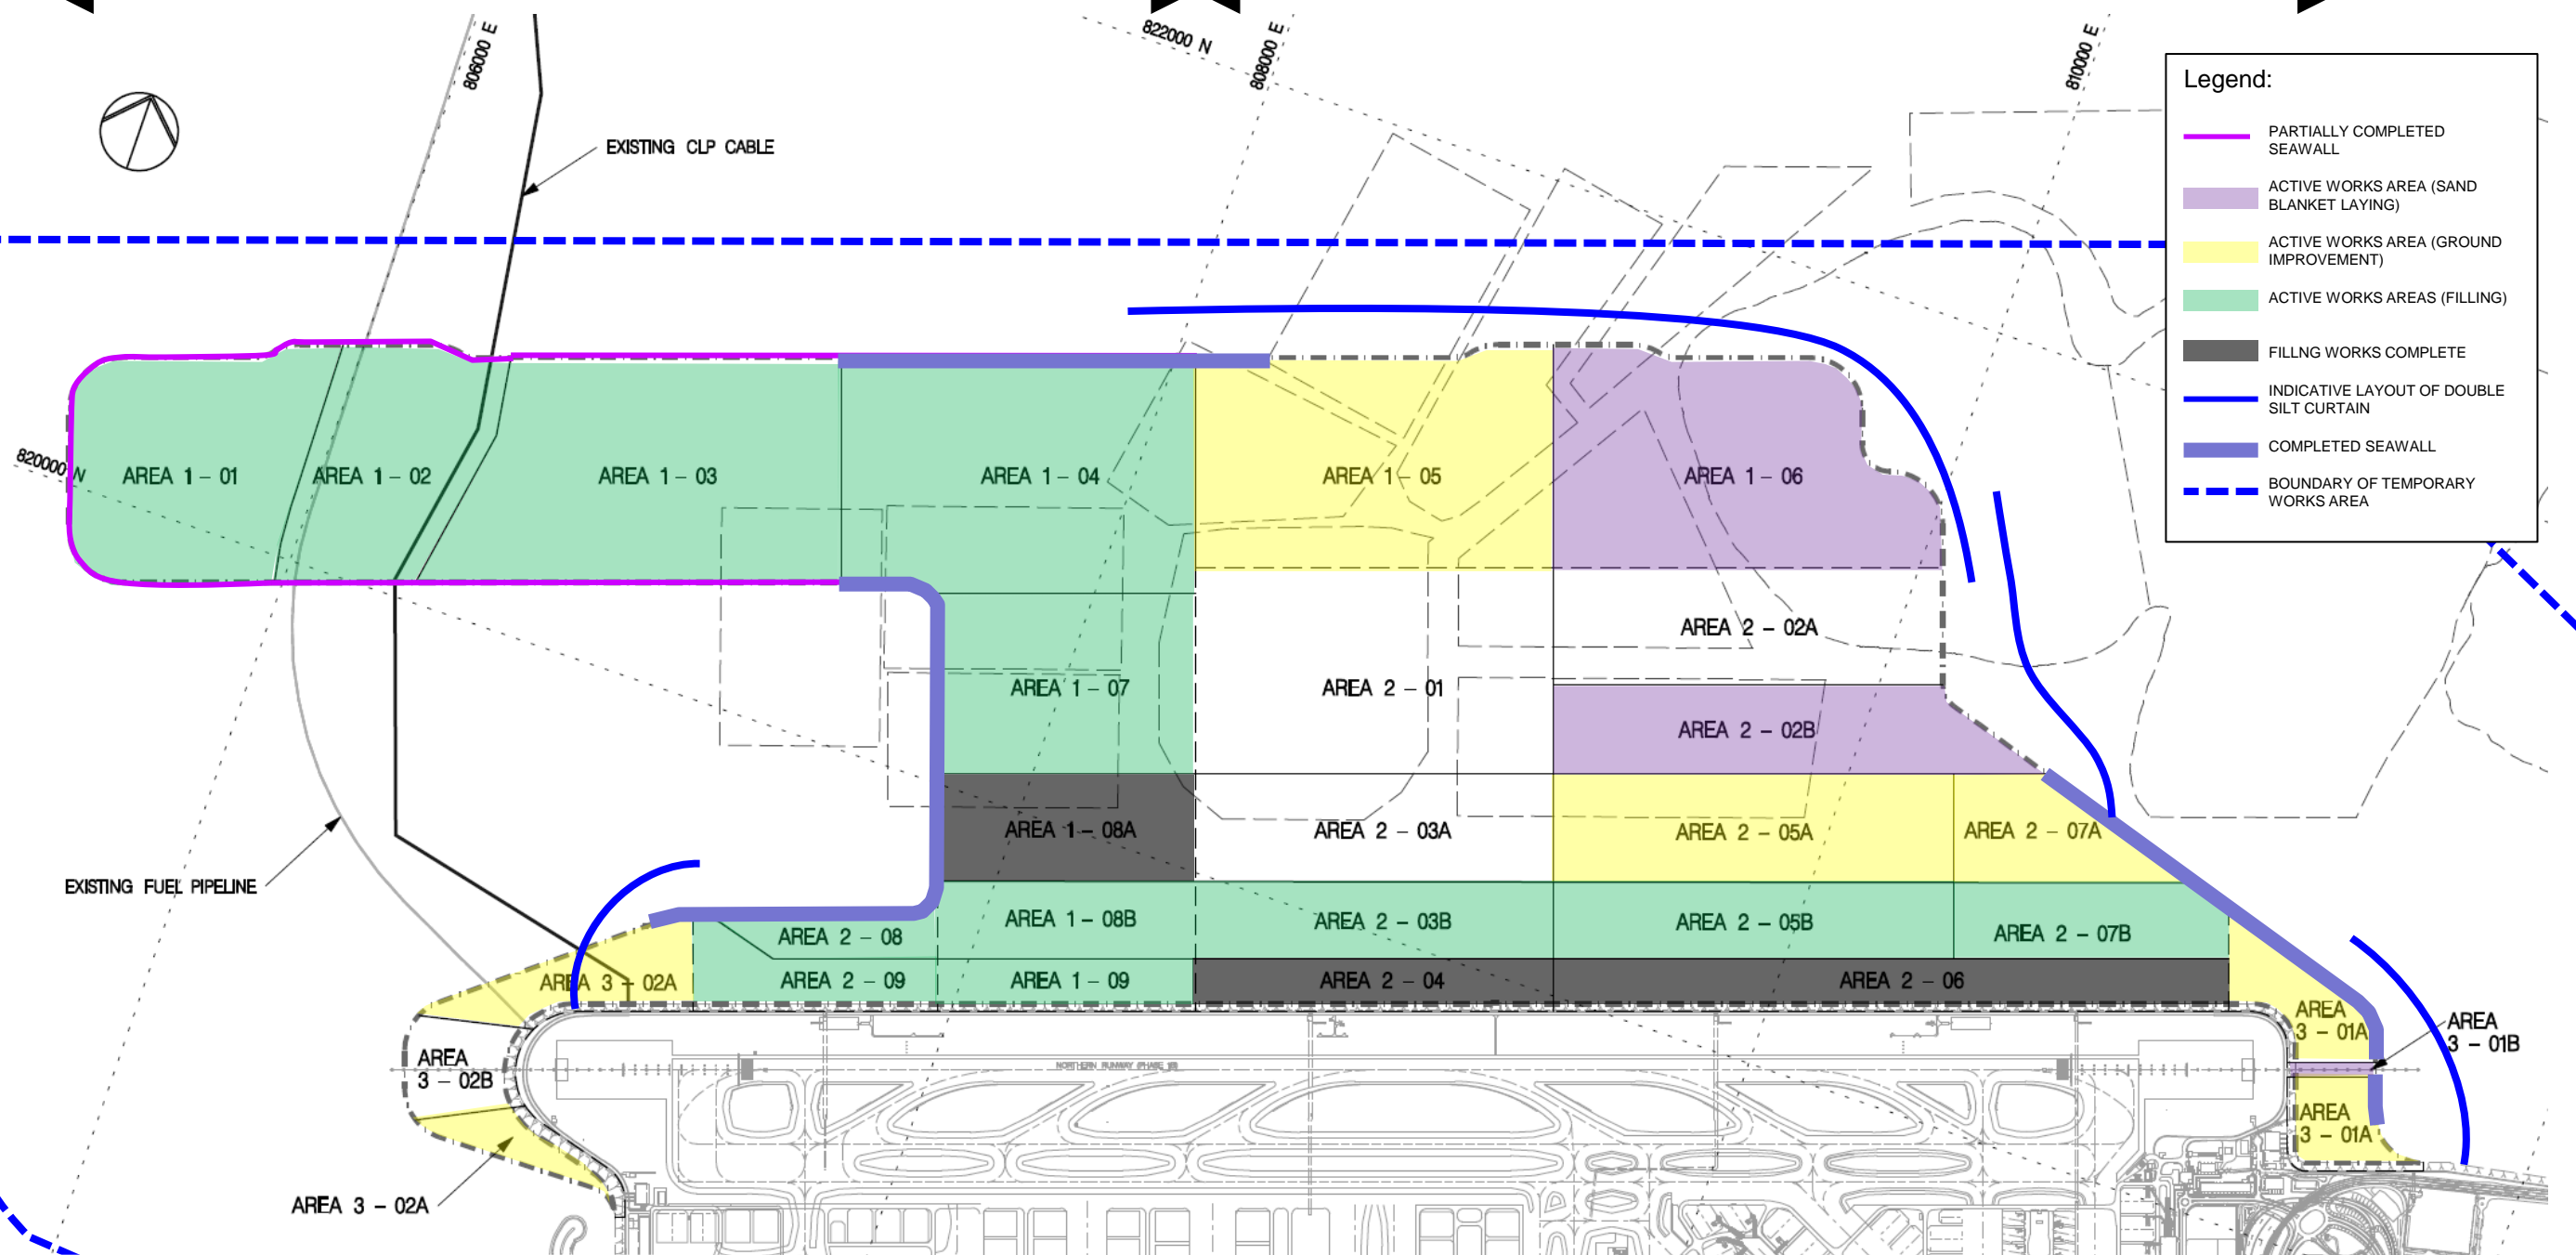 822000 N
806000 E
808000 E
810000 E
Legend:
PARTIALLY COMPLETED
SEAWALL
ACTIVE WORKS AREA (SAND
BLANKET LAYING)
ACTIVE WORKS AREA (GROUND
IMPROVEMENT)
ACTIVE WORKS AREAS (FILLING)
FILLNG WORKS COMPLETE
INDICATIVE LAYOUT OF DOUBLE
SILT CURTAIN
COMPLETED SEAWALL
BOUNDARY OF TEMPORARY
WORKS AREA
EXISTING CLP CABLE
820000 N
AREA 1 – 01
AREA 1 – 02
AREA 1 – 03
AREA 1 – 04
AREA 1 – 05
AREA 1 – 06
AREA 2 – 02A
AREA 1 – 07
AREA 2 – 01
AREA 2 – 02B
AREA 1 – 08A
AREA 2 – 03A
AREA 2 – 05A
AREA 2 – 07A
EXISTING FUEL PIPELINE
AREA 2 – 08
AREA 1 – 08B
AREA 2 – 03B
AREA 2 – 05B
AREA 2 – 07B
AREA 3 – 02A
AREA 2 – 09
AREA 1 – 09
AREA 2 – 04
AREA 2 – 06
AREA
3 – 01A
AREA
3 – 01B
AREA
3 – 02B
NORTHERN RUNWAY (PHASE 1B)
AREA
3 – 01A
AREA 3 – 02A